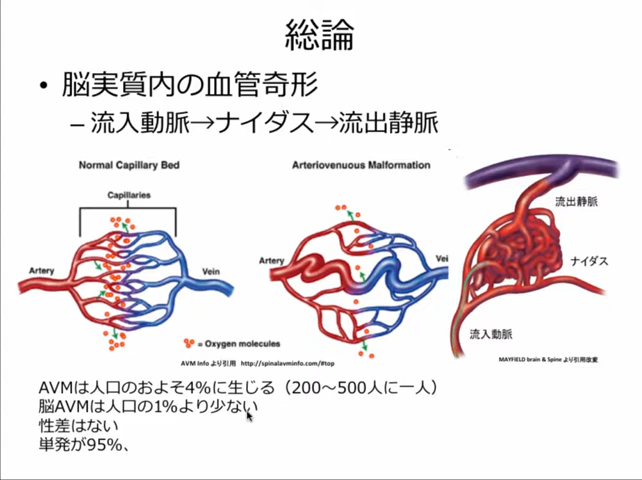 総論
• 脳実質内の血管奇形
– 流入動脈→ナイダス→流出静脈
Normal Capillary Bed
Capillaries
Artery
Vein
= Oxygen molecules
Arteriovenuous Malformation
Artery
Vei
AVM Info より引用 http://spinalavminfo.com/#top
流出静脈
ナイダス
流入動脈
MAYFIELD brain & Spine より引用改変
AVMは人口のおよそ4%に生じる（200〜500人に一人）
脳AVMは人口の1%より少ない
性差はない
単発が95%、